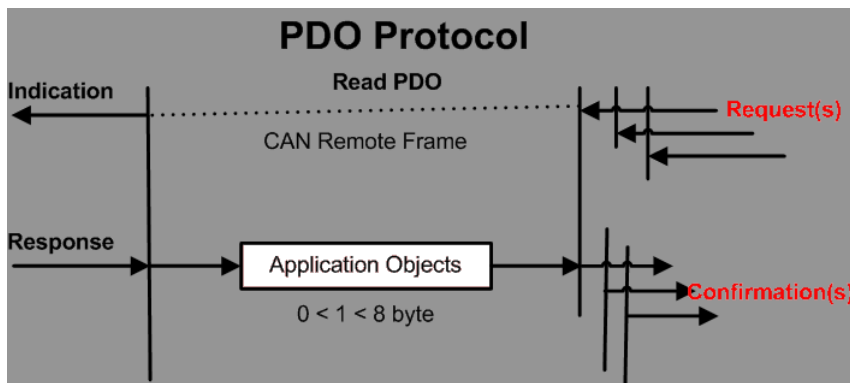 PDO Protocol
Read PDO
Indication
Request(s)
CAN Remote Frame
Response
Application Objects
Confirmation(s)
0 < 1 < 8 byte